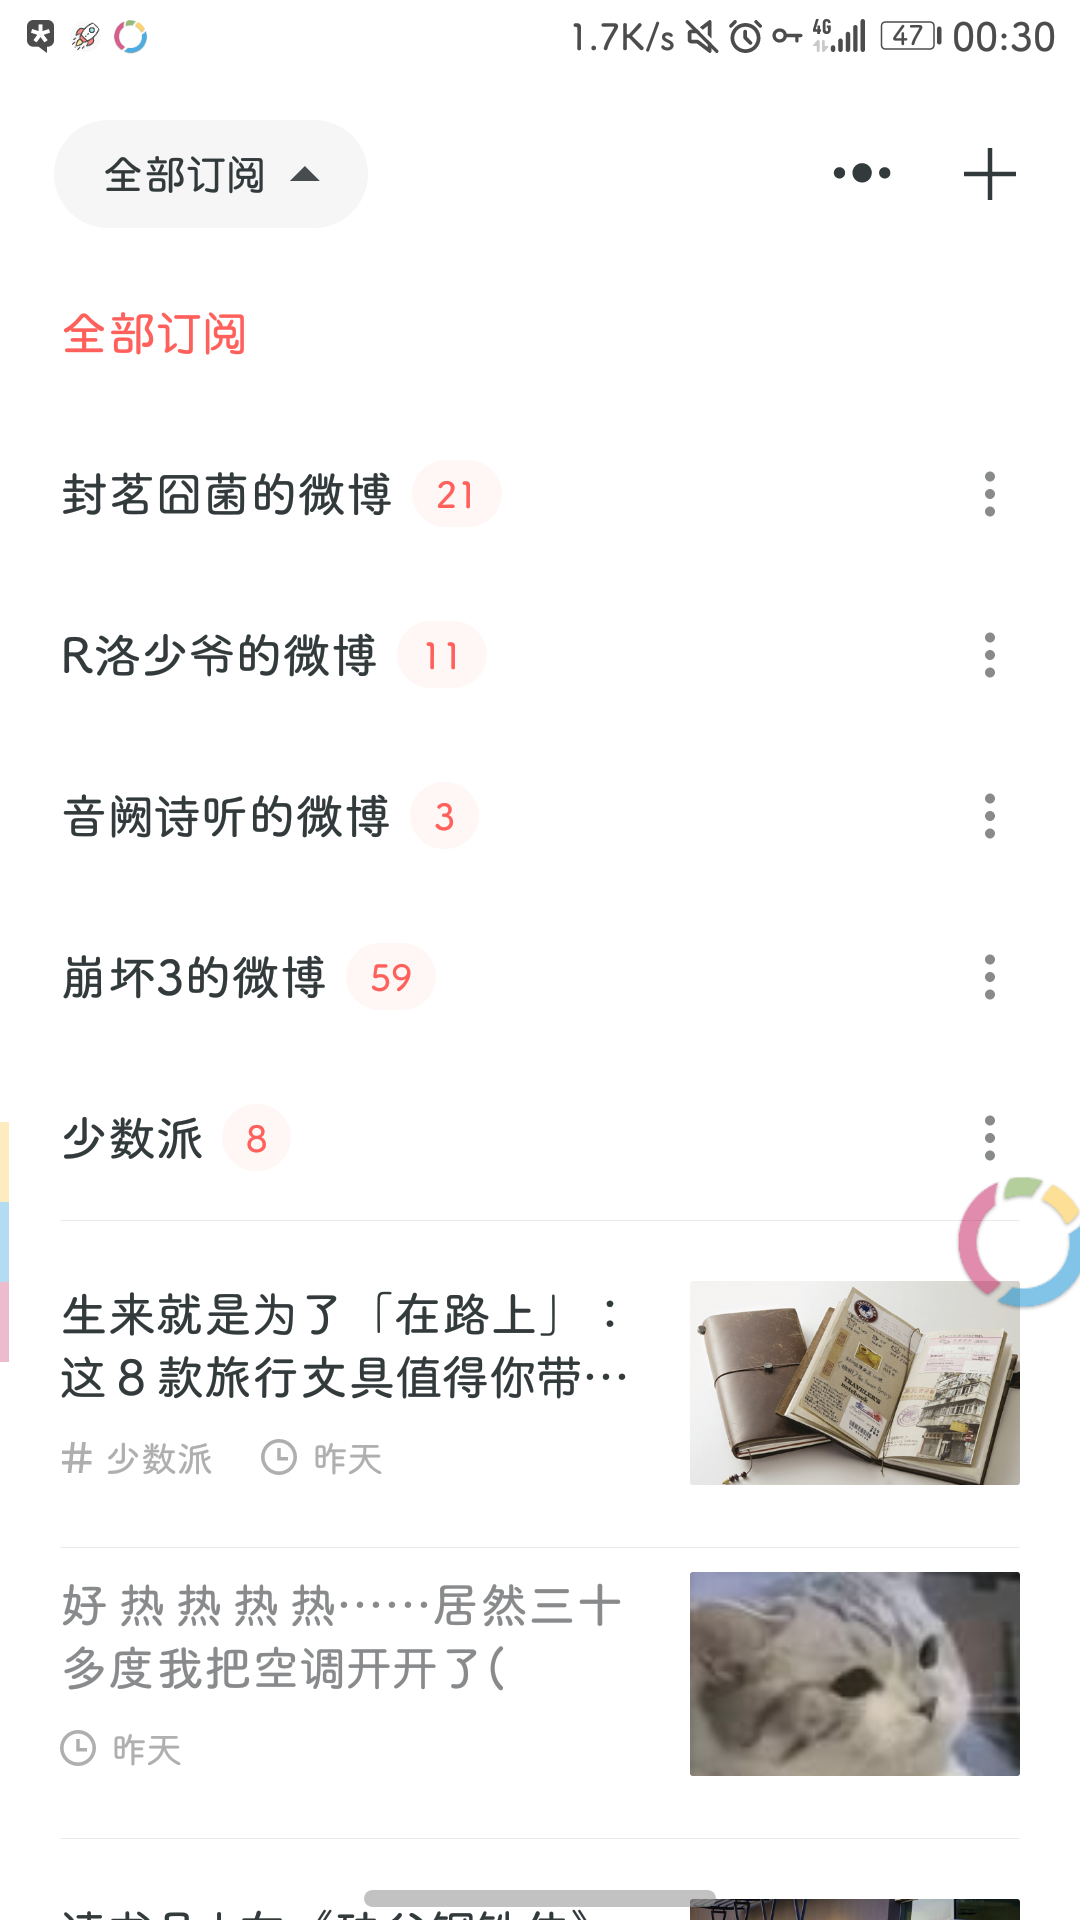 1.7K/s 4G 47 00:30
全部订阅
全部订阅
封茗囧菌的微博 21
R洛少爷的微博 11
音阙诗听的微博 3
崩坏3的微博 59
少数派 8
生来就是为了「在路上」：
这 8 款旅行文具值得你带…
# 少数派 昨天
TRAVELER'S
notebook
好 热 热 热 热……居然三十
多度我把空调开开了(
昨天